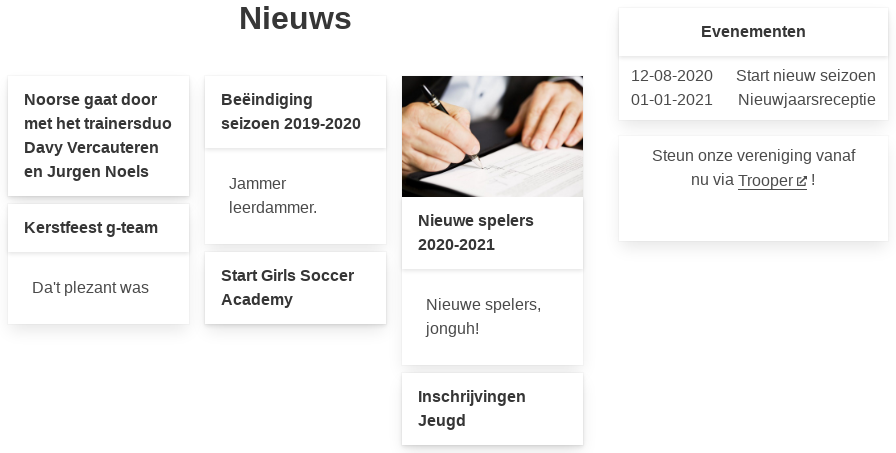 Nieuws
Noorse gaat door
met het trainersduo
Davy Vercauteren
en Jurgen Noels
Kerstfeest g-team
Da't plezant was
Beëindiging
seizoen 2019-2020
Jammer
leerdammer.
Start Girls Soccer
Academy
Nieuwe spelers
2020-2021
Nieuwe spelers,
jonguh!
Inschrijvingen
Jeugd
Evenementen
12-08-2020 Start nieuw seizoen
01-01-2021 Nieuwjaarsreceptie
Steun onze vereniging vanaf
nu via Trooper !